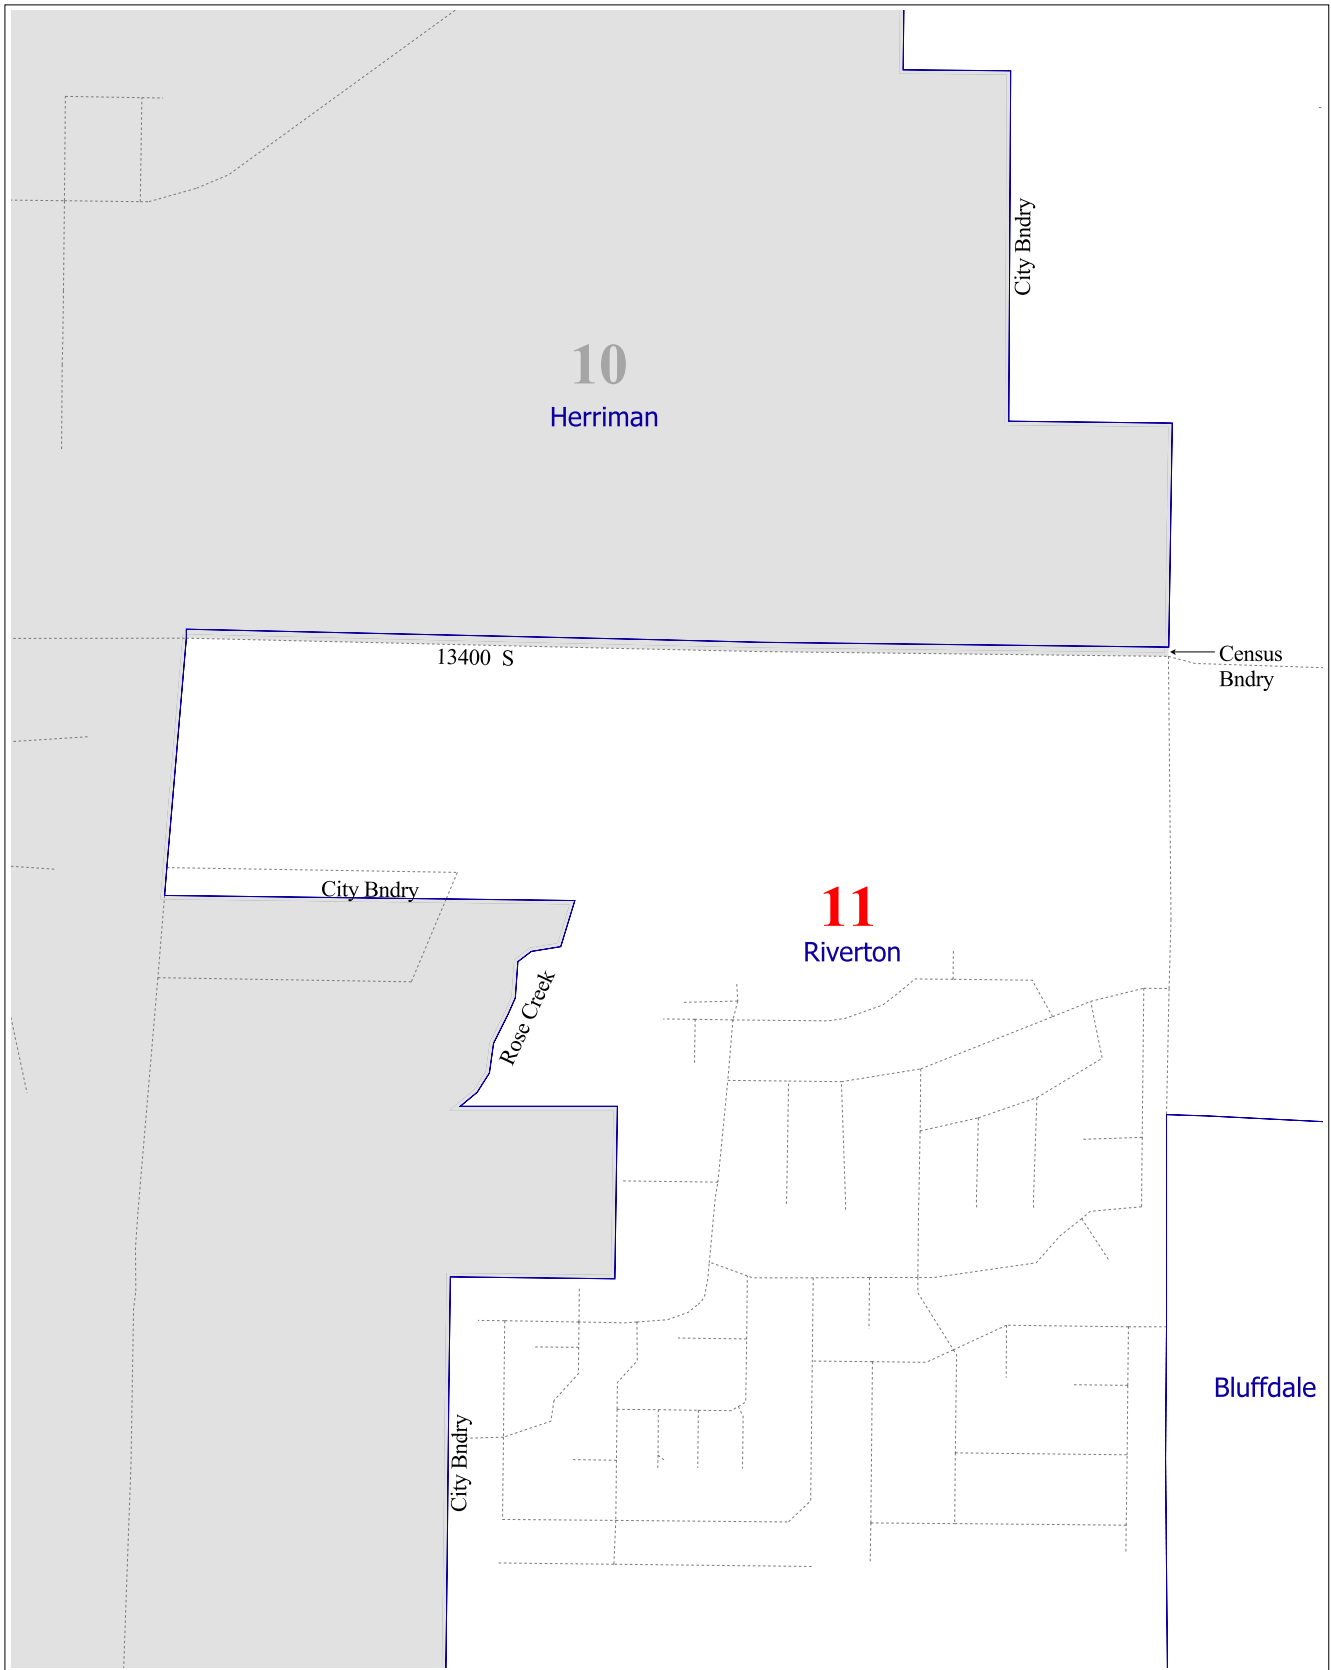 City Bndry
10
Herriman
13400 S
Census
Bndry
City Bndry
11
Riverton
Rose Creek
Bluffdale
City Bndry